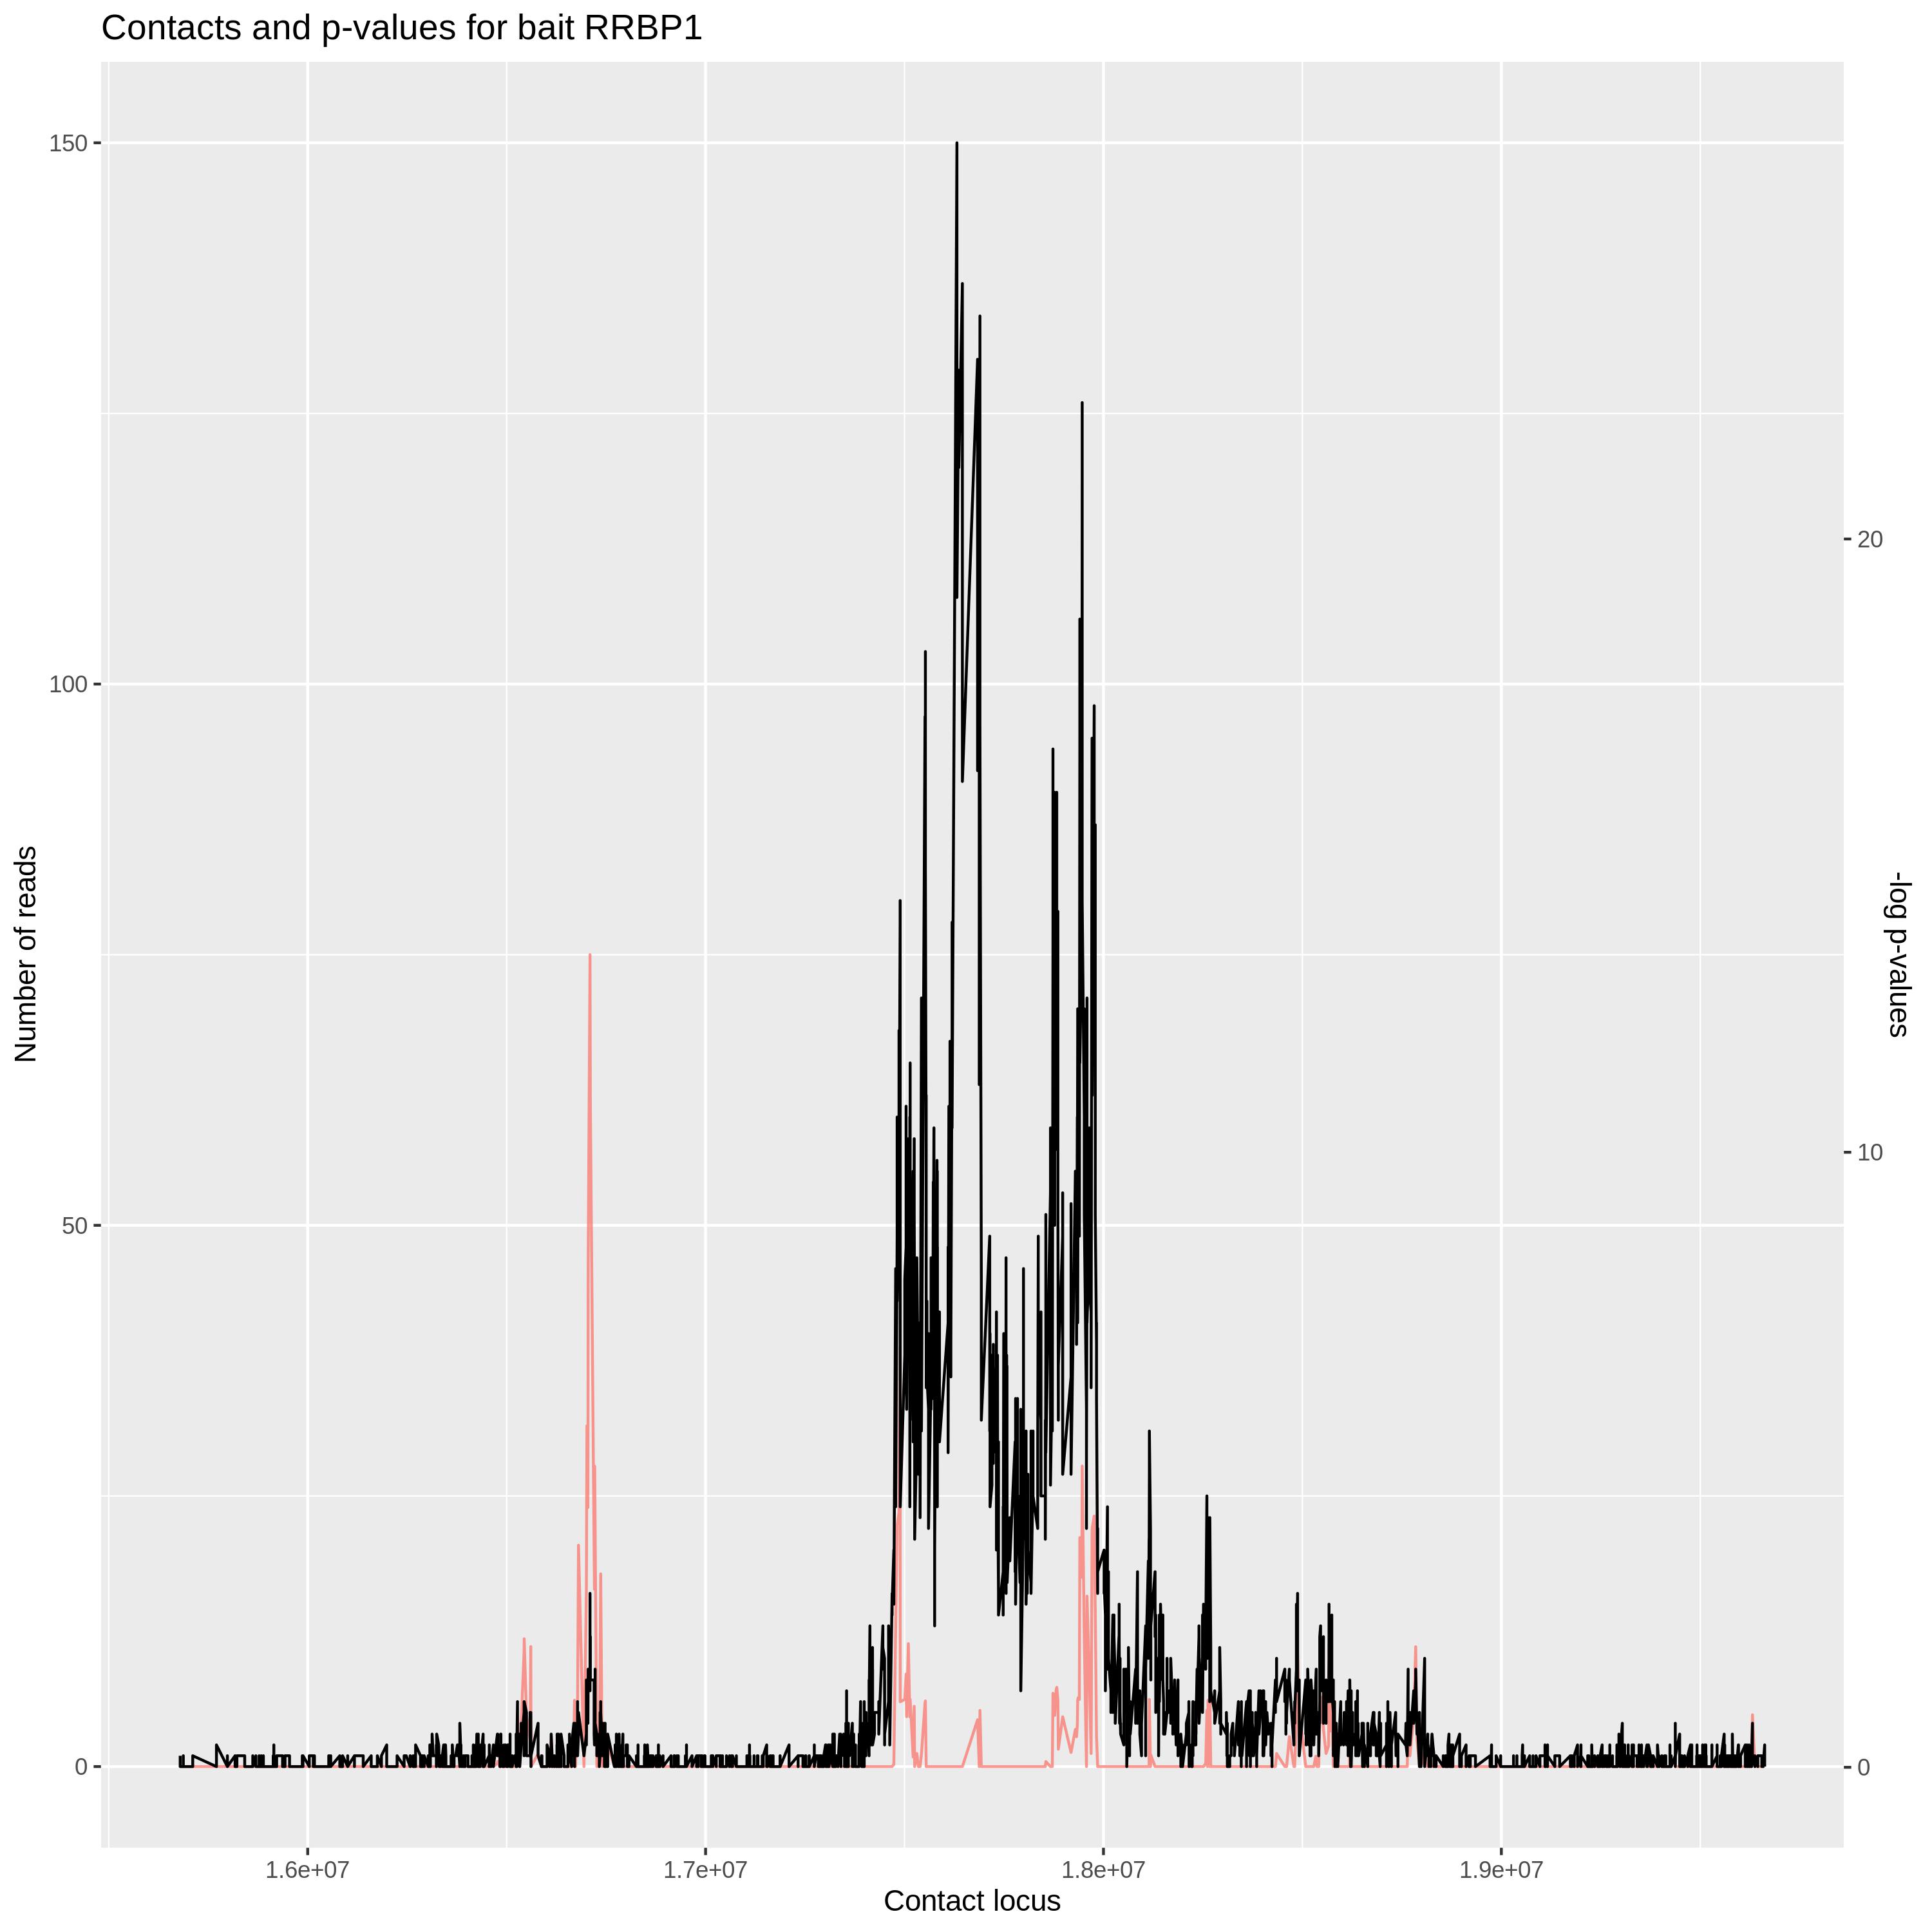 Contacts and p-values for bait RRBP1
150
100
50
0
Number of reads
20
10
0
-log p-values
1.6e+07
1.7e+07
1.8e+07
1.9e+07
Contact locus